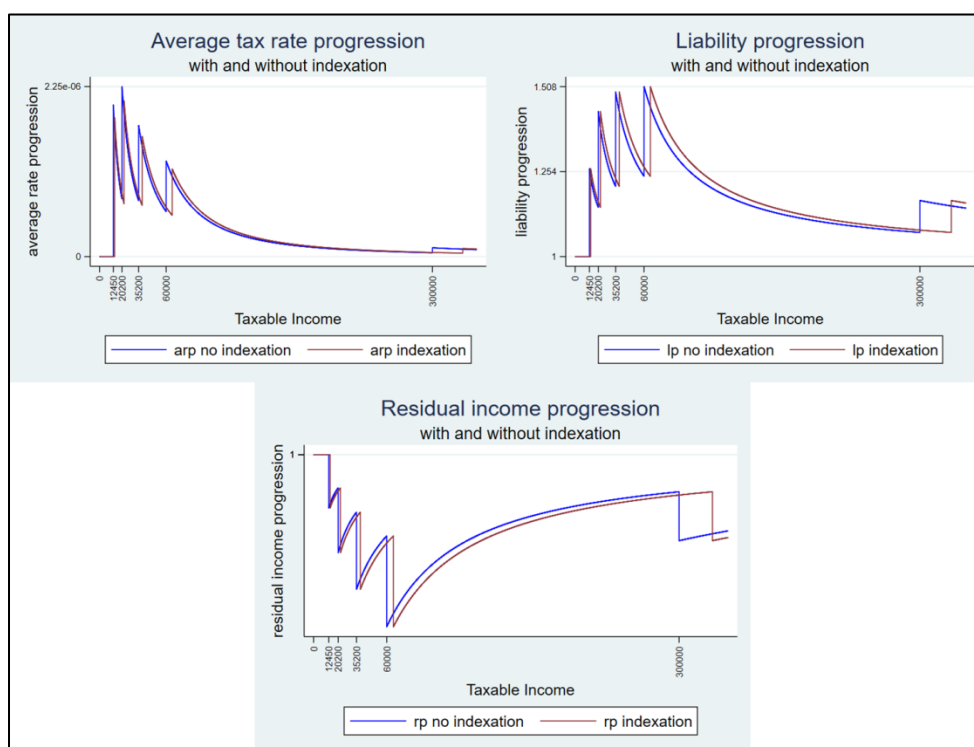 Average tax rate progression
with and without indexation
average rate progression
2.25e-06
0
0
12450
20200
35200
60000
300000
Taxable Income
arp no indexation
arp indexation
Liability progression
with and without indexation
liability progression
1.508
1.254
1
0
12450
20200
35200
60000
300000
Taxable Income
lp no indexation
lp indexation
Residual income progression
with and without indexation
residual income progression
1
0
12450
20200
35200
60000
300000
Taxable Income
rp no indexation
rp indexation